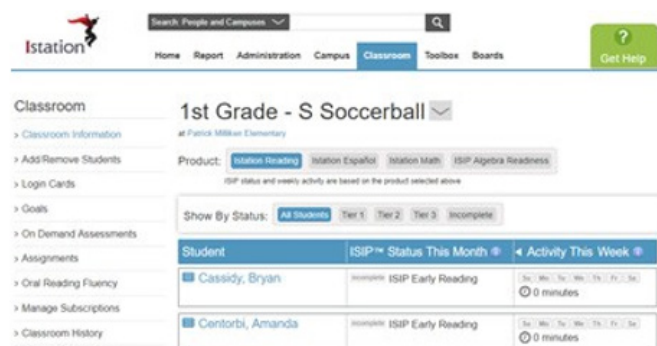 Istation
Search: People and Campuses
Home Report Administration Campus Classroom Toolbox Boards
?
Get Help
Classroom
> Classroom Information
> Add/Remove Students
> Login Cards
> Goals
> On Demand Assessments
> Assignments
> Oral Reading Fluency
> Manage Subscriptions
> Classroom History
1st Grade - S Soccerball
at Patrick Milliken Elementary
Product: Istation Reading Istation Español Istation Math ISIP Algebra Readiness
ISIP status and weekly activity are based on the product selected above
Show By Status: All Students Tier 1 Tier 2 Tier 3 Incomplete
Student ISIP™ Status This Month Activity This Week
Cassidy, Bryan Incomplete ISIP Early Reading Su Mo Tu We Th Fr Sa
0 minutes
Centorbi, Amanda Incomplete ISIP Early Reading Su Mo Tu We Th Fr Sa
0 minutes